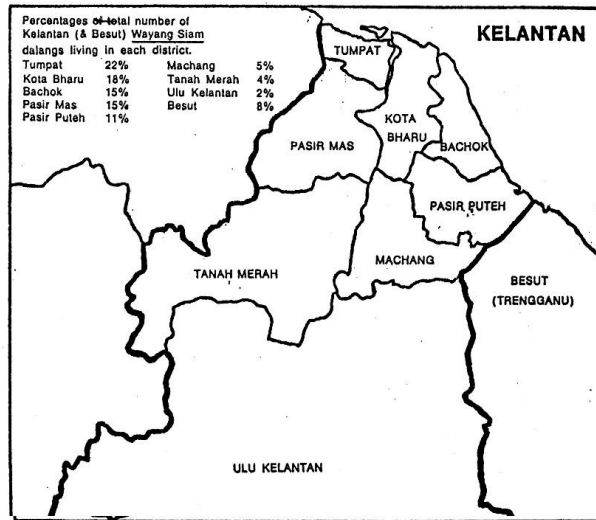 Percentages of total number of
Kelantan (& Besut) Wayang Siam
dalangs living in each district.
Tumpat 22% Machang 5%
Kota Bharu 18% Tanah Merah 4%
Bachok 15% Ulu Kelantan 2%
Pasir Mas 15% Besut 8%
Pasir Puteh 11%
KELANTAN
TUMPAT
KOTA
BHARU
PASIR MAS
BACHOK
PASIR PUTEH
TANAH MERAH
MACHANG
BESUT
(TRENGGANU)
ULU KELANTAN